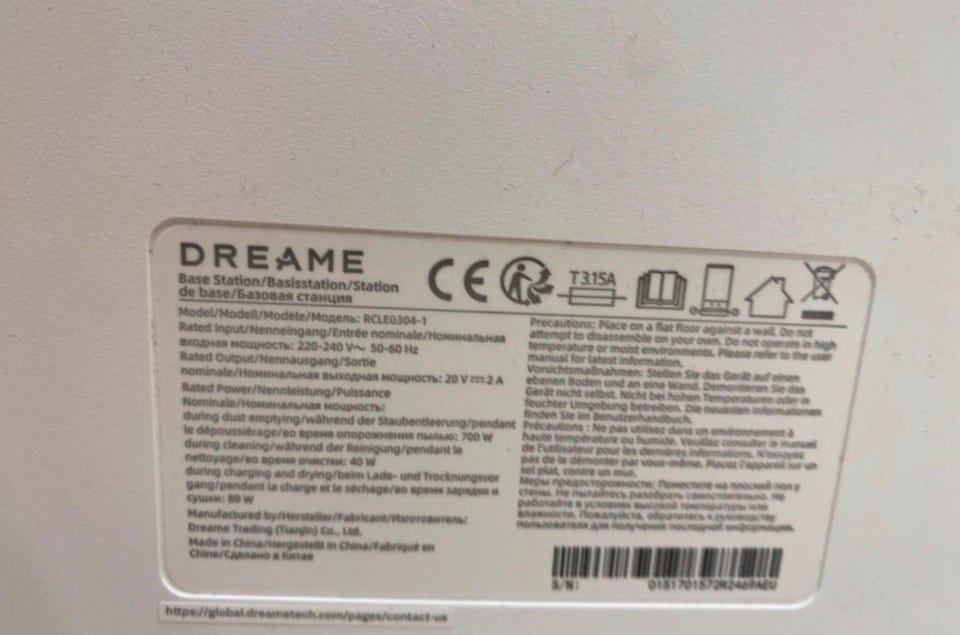 DREAME
Base Station/Basisstation/Station
de base/Базовая станция
T3.15A
Model/Modell/Modèle/Модель: RCLE0304-1
Rated Input/Nenneingang/Entrée nominale/Номинальная
входная мощность: 220-240 V~ 50-60 Hz
Rated Output/Nennausgang/Sortie
nominale/Номинальная выходная мощность: 20 V⎓2 A
Rated Power/Nennleistung/Puissance
Nominale/Номинальная мощность:
during dust emptying/während der Staubentleerung/pendant
le dépoussiérage/во время опорожнения пылью: 700 W
during cleaning/während der Reinigung/pendant le
nettoyage/во время очистки: 40 W
during charging and drying/beim Lade- und Trocknungsvor
gang/pendant la charge et le séchage/во время зарядки и
сушки: 89 W
Manufactured by/Hersteller/Fabricant/Изготовитель:
Dreame Trading (Tianjin) Co., Ltd.
Made in China/Hergestellt in China/Fabriqué en
Chine/Сделано в Китае
Precautions: Place on a flat floor against a wall. Do not
attempt to disassemble on your own. Do not operate in high
temperature or moist environments. Please refer to the user
manual for latest information.
Vorsichtsmaßnahmen: Stellen Sie das Gerät auf einen
ebenen Boden und an eine Wand. Demontieren Sie das
Gerät nicht selbst. Nicht bei hohen Temperaturen oder in
feuchter Umgebung betreiben. Die neuesten Informationen
finden Sie im Benutzerhandbuch.
Précautions : Ne pas utilisez dans un environnement à
haute température ou humide. Veuillez consulter le manuel
de l'utilisateur pour les dernières informations. N'essayez
pas de le démonter par vous-même. Placez l'appareil sur un
sol plat, contre un mur.
Меры предосторожности: Поместите на плоский пол у
стены. Не пытайтесь разобрать самостоятельно. Не
работайте в условиях высокой температуры или
влажности. Пожалуйста, обратитесь к руководству
пользователя для получения последней информации.
S/N: 0151701572R2469AEU
https://global.dreametech.com/pages/contact-us